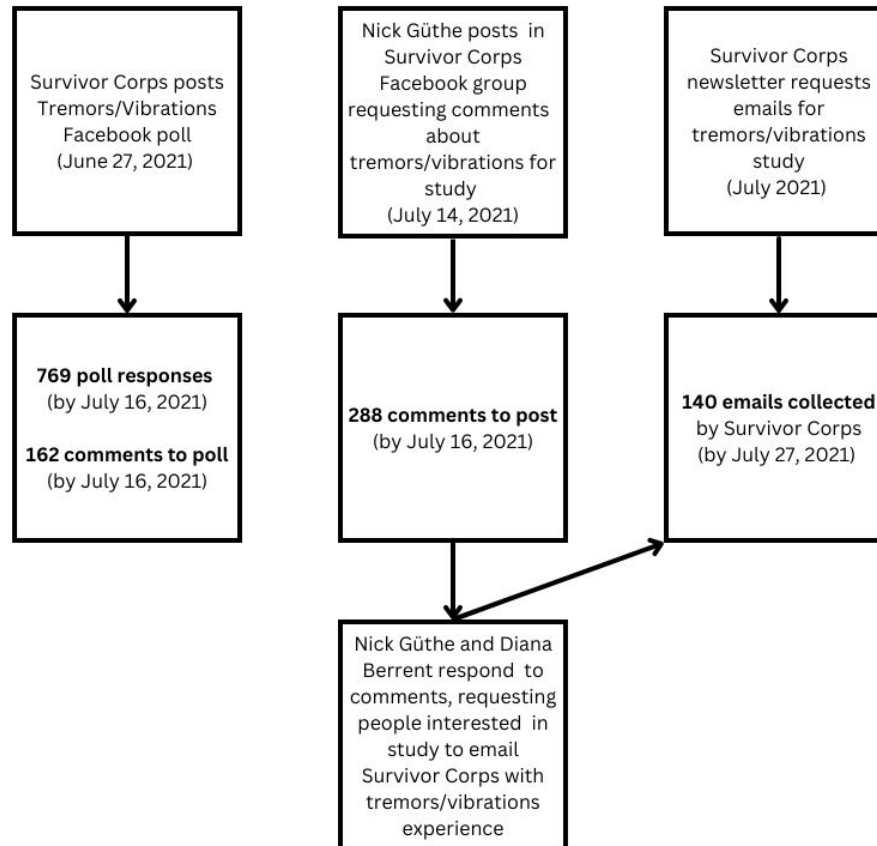 Survivor Corps posts
Tremors/Vibrations
Facebook poll
(June 27, 2021)
Nick Güthe posts in
Survivor Corps
Facebook group
requesting comments
about
tremors/vibrations for
study
(July 14, 2021)
Survivor Corps
newsletter requests
emails for
tremors/vibrations
study
(July 2021)
769 poll responses
(by July 16, 2021)
162 comments to poll
(by July 16, 2021)
288 comments to post
(by July 16, 2021)
140 emails collected
by Survivor Corps
(by July 27, 2021)
Nick Güthe and Diana
Berrent respond to
comments, requesting
people interested in
study to email
Survivor Corps with
tremors/vibrations
experience